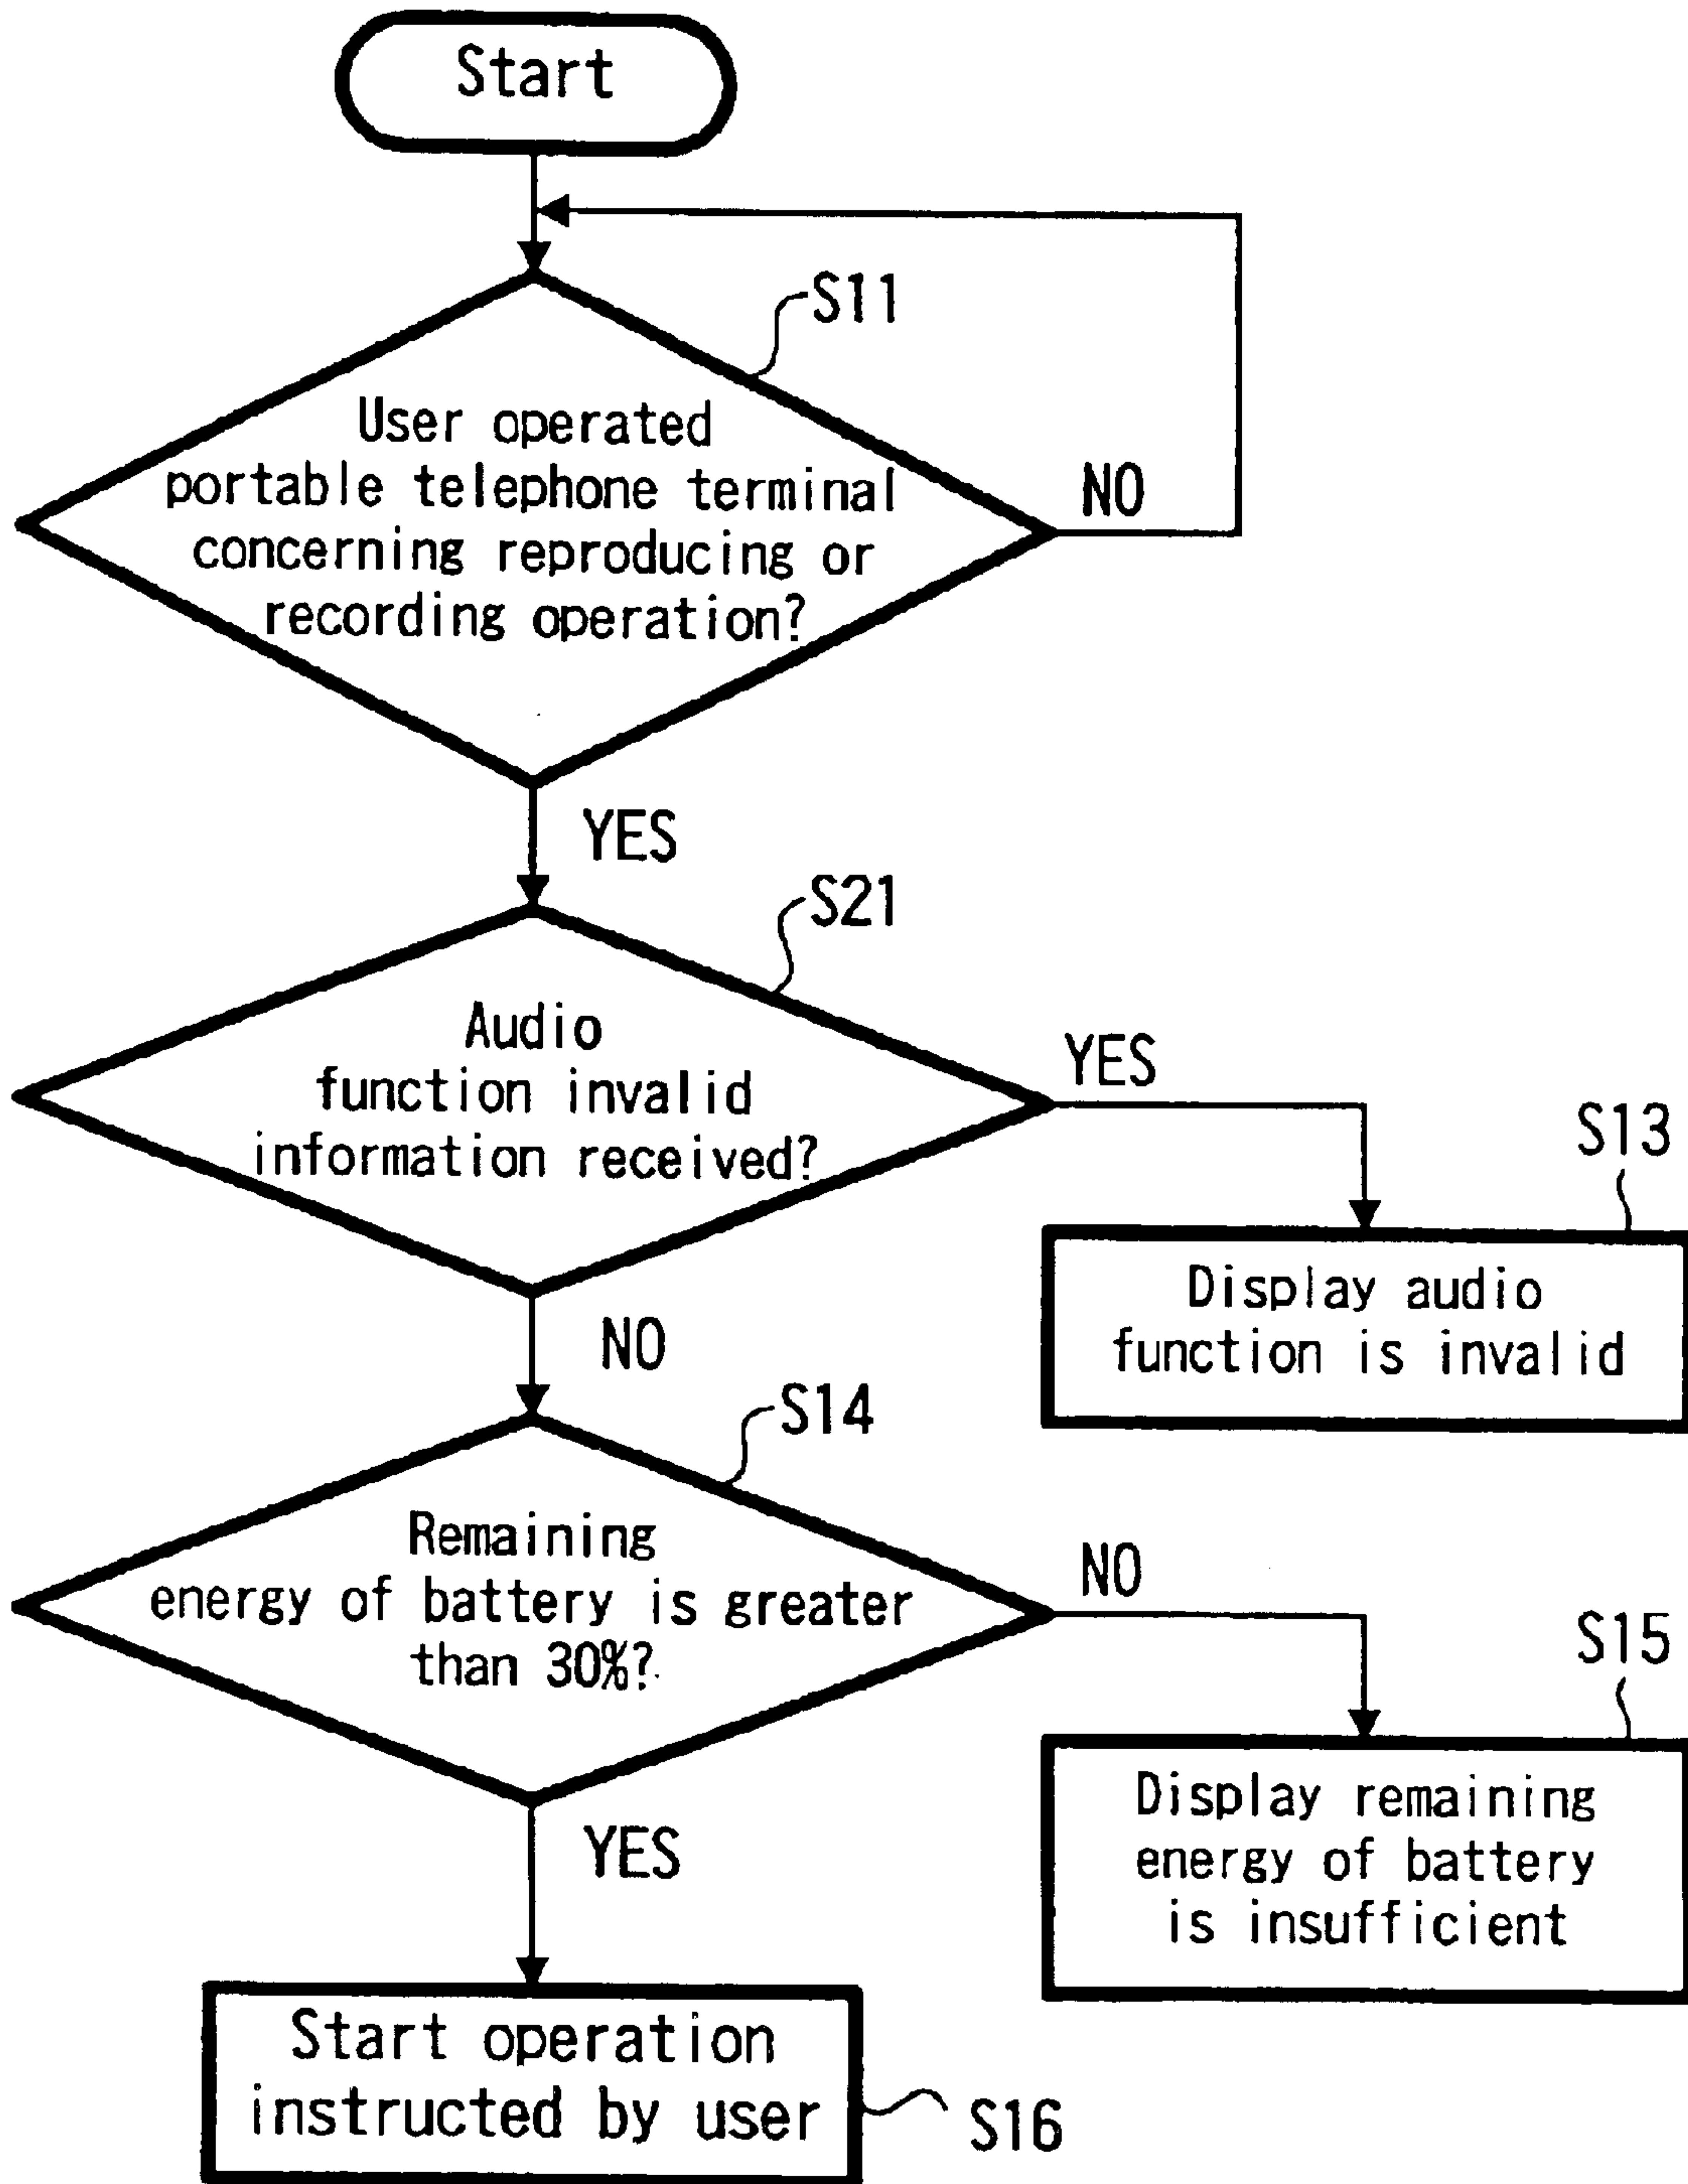 Start
S11
User operated
portable telephone terminal
concerning reproducing or
recording operation?
NO
YES
S21
Audio
function invalid
information received?
YES
S13
Display audio
function is invalid
NO
S14
Remaining
energy of battery is greater
than 30%?
NO
S15
Display remaining
energy of battery
is insufficient
YES
Start operation
instructed by user
S16